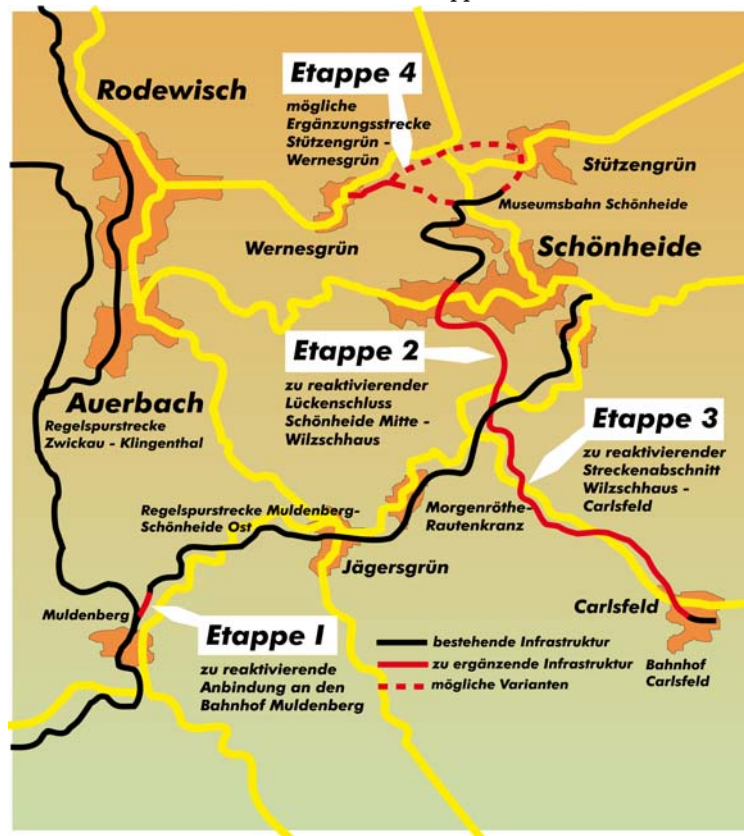 Etappe 4
mögliche
Ergänzungsstrecke
Stützengrün -
Wernesgrün
Rodewisch
Stützengrün
Museumsbahn Schönheide
Wernesgrün
Schönheide
Etappe 2
zu reaktivierender
Lückenschluss
Schönheide Mitte -
Wilzschhaus
Auerbach
Regelspurstrecke
Zwickau - Klingenthal
Etappe 3
zu reaktivierender
Streckenabschnitt
Wilzschhaus -
Carlsfeld
Regelspurstrecke Muldenberg-
Schönheide Ost
Morgenröthe-
Rautenkranz
Jägersgrün
Muldenberg
Etappe 1
zu reaktivierende
Anbindung an den
Bahnhof Muldenberg
Carlsfeld
Bahnhof
Carlsfeld
bestehende Infrastruktur
zu ergänzende Infrastruktur
mögliche Varianten